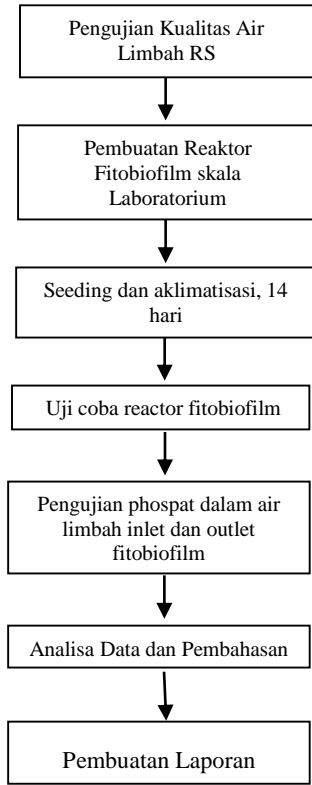 Pengujian Kualitas Air
Limbah RS
Pembuatan Reaktor
Fitobiofilm skala
Laboratorium
Seeding dan aklimatisasi, 14
hari
Uji coba reactor fitobiofilm
Pengujian phospat dalam air
limbah inlet dan outlet
fitobiofilm
Analisa Data dan Pembahasan
Pembuatan Laporan